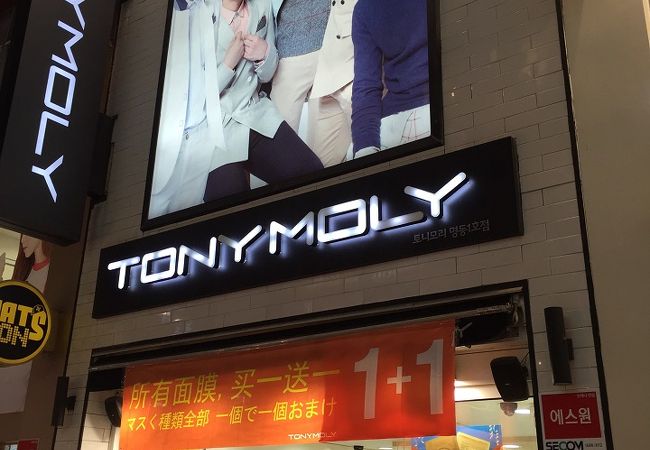 YMOLY
TONYMOLY
토니모리 명동1호점
所有面膜，买一送一
マスく種類全部 一個で一個おまけ
1+1
TONYMOLY
에스원
SECOM